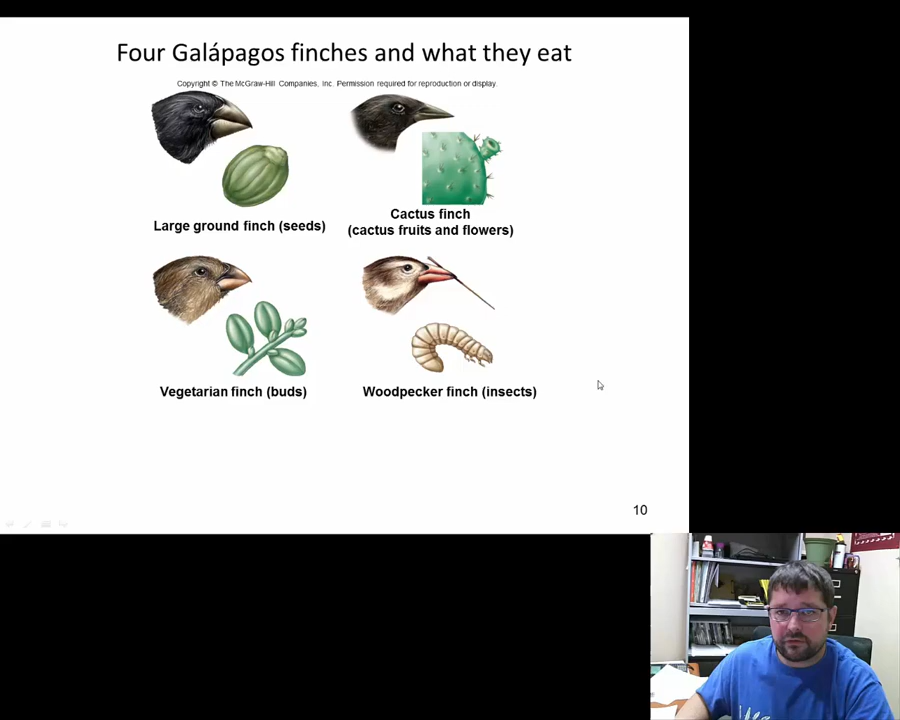 Four Galápagos finches and what they eat
Copyright © The McGraw-Hill Companies, Inc. Permission required for reproduction or display.
Large ground finch (seeds)
Cactus finch
(cactus fruits and flowers)
Vegetarian finch (buds)
Woodpecker finch (insects)
10